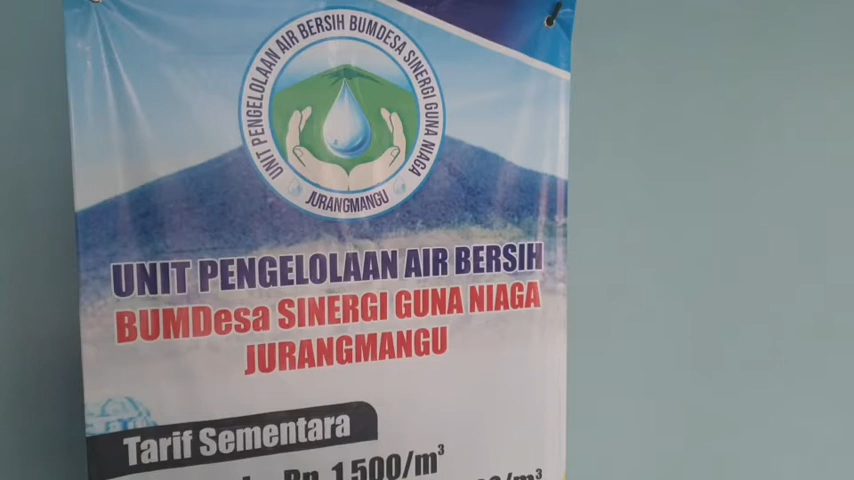 UNIT PENGELOLAAN AIR BERSIH BUMDESA SINERGI GUNA NIAGA
JURANGMANGU
UNIT PENGELOLAAN AIR BERSIH
BUMDesa SINERGI GUNA NIAGA
JURANGMANGU
Tarif Sementara
Rp 1.500/m³
/m³